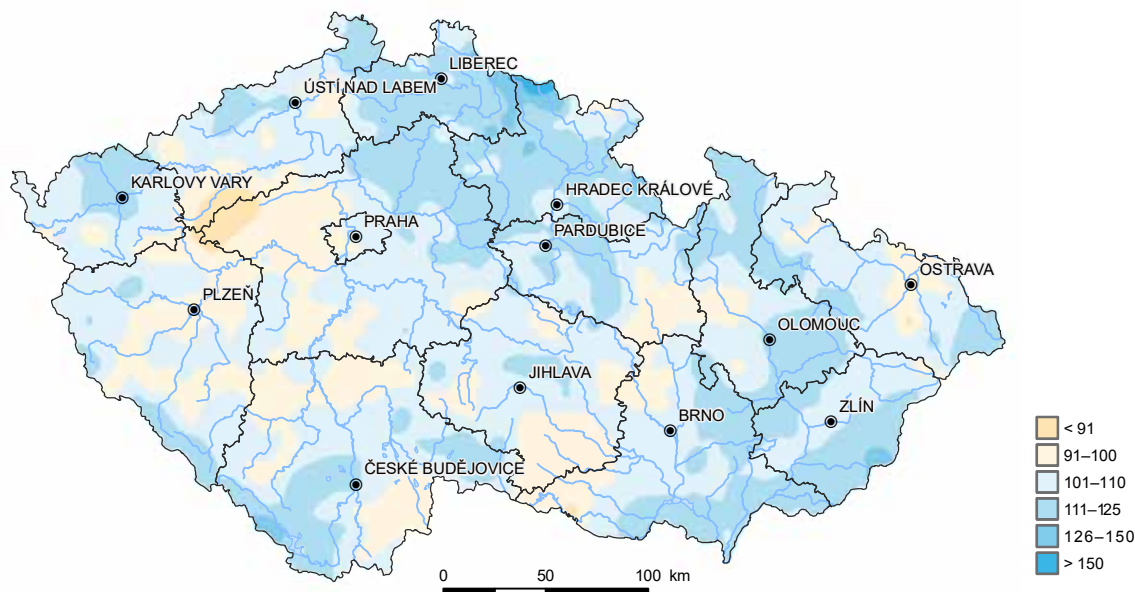 LIBEREC
ÚSTÍ NAD LABEM
KARLOVY VARY
HRADEC KRÁLOVÉ
PRAHA
PARDUBICE
OSTRAVA
PLZEŇ
OLOMOUC
JIHLAVA
ZLÍN
BRNO
ČESKÉ BUDĚJOVICE
< 91
91–100
101–110
111–125
126–150
> 150
0 50 100 km